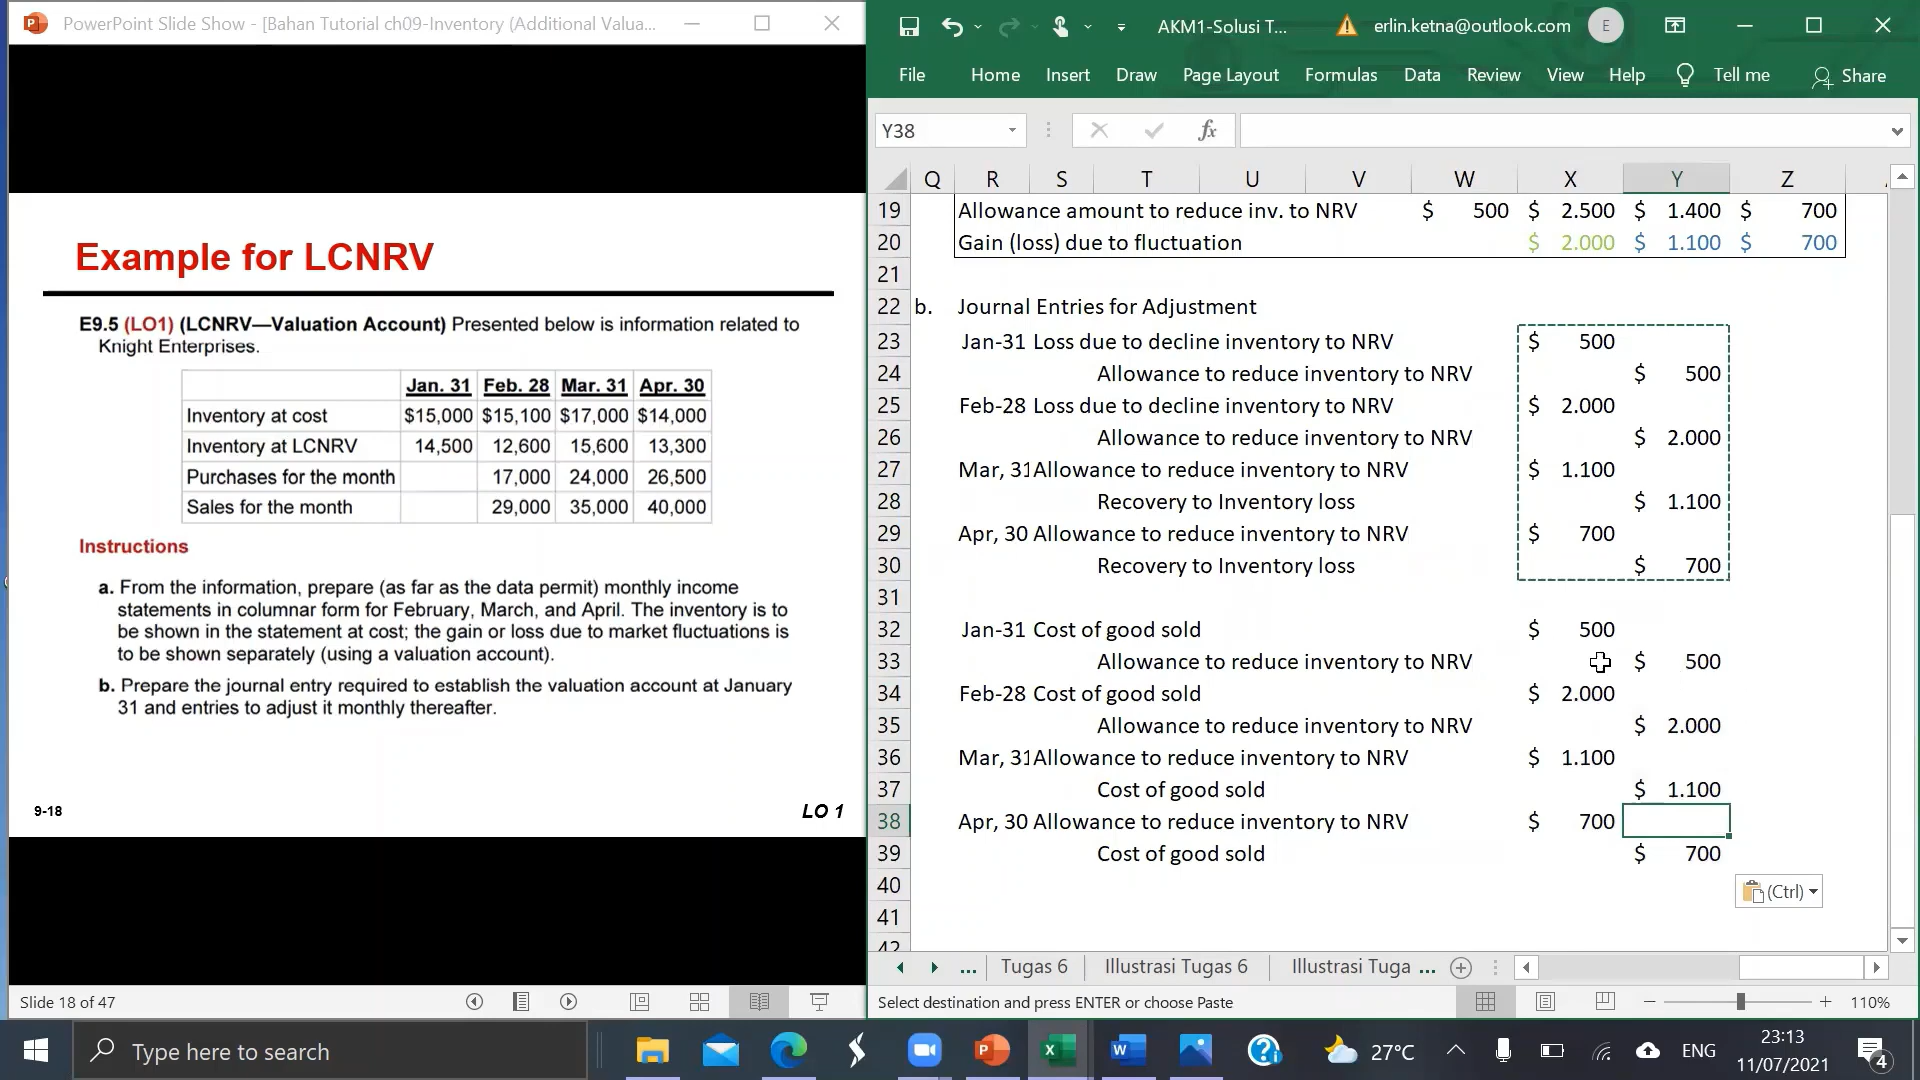 PowerPoint Slide Show - [Bahan Tutorial ch09-Inventory (Additional Valua...
Example for LCNRV
E9.5 (LO1) (LCNRV—Valuation Account) Presented below is information related to
Knight Enterprises.
Jan. 31 Feb. 28 Mar. 31 Apr. 30
Inventory at cost $15,000 $15,100 $17,000 $14,000
Inventory at LCNRV 14,500 12,600 15,600 13,300
Purchases for the month 17,000 24,000 26,500
Sales for the month 29,000 35,000 40,000
Instructions
a. From the information, prepare (as far as the data permit) monthly income
statements in columnar form for February, March, and April. The inventory is to
be shown in the statement at cost; the gain or loss due to market fluctuations is
to be shown separately (using a valuation account).
b. Prepare the journal entry required to establish the valuation account at January
31 and entries to adjust it monthly thereafter.
9-18
LO 1
Slide 18 of 47
AKM1-Solusi T... erlin.ketna@outlook.com E
File Home Insert Draw Page Layout Formulas Data Review View Help Tell me Share
Y38 fx
Q R S T U V W X Y Z
19 Allowance amount to reduce inv. to NRV $ 500 $ 2.500 $ 1.400 $ 700
20 Gain (loss) due to fluctuation $ 2.000 $ 1.100 $ 700
21
22 b. Journal Entries for Adjustment
23 Jan-31 Loss due to decline inventory to NRV $ 500
24 Allowance to reduce inventory to NRV $ 500
25 Feb-28 Loss due to decline inventory to NRV $ 2.000
26 Allowance to reduce inventory to NRV $ 2.000
27 Mar, 31 Allowance to reduce inventory to NRV $ 1.100
28 Recovery to Inventory loss $ 1.100
29 Apr, 30 Allowance to reduce inventory to NRV $ 700
30 Recovery to Inventory loss $ 700
31
32 Jan-31 Cost of good sold $ 500
33 Allowance to reduce inventory to NRV $ 500
34 Feb-28 Cost of good sold $ 2.000
35 Allowance to reduce inventory to NRV $ 2.000
36 Mar, 31 Allowance to reduce inventory to NRV $ 1.100
37 Cost of good sold $ 1.100
38 Apr, 30 Allowance to reduce inventory to NRV $ 700
39 Cost of good sold $ 700
40
(Ctrl)
41
42
... Tugas 6 Illustrasi Tugas 6 Illustrasi Tuga ...
Select destination and press ENTER or choose Paste 110%
Type here to search
27°C ENG
23:13
11/07/2021
4